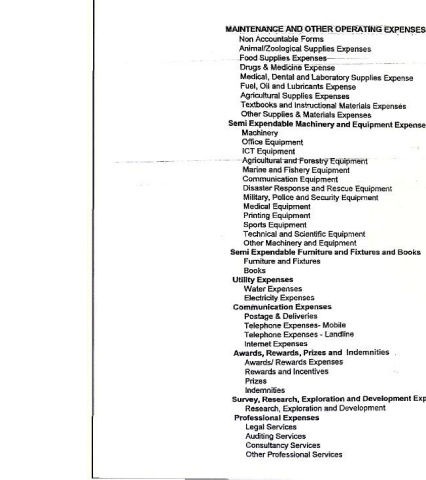 MAINTENANCE AND OTHER OPERATING EXPENSES
Non Accountable Forms
Animal/Zoological Supplies Expenses
Food Supplies Expenses
Drugs & Medicine Expense
Medical, Dental and Laboratory Supplies Expense
Fuel, Oil and Lubricants Expense
Agricultural Supplies Expenses
Textbooks and Instructional Materials Expenses
Other Supplies & Materials Expenses
Semi Expendable Machinery and Equipment Expense
Machinery
Office Equipment
ICT Equipment
Agricultural and Forestry Equipment
Marine and Fishery Equipment
Communication Equipment
Disaster Response and Rescue Equipment
Military, Police and Security Equipment
Medical Equipment
Printing Equipment
Sports Equipment
Technical and Scientific Equipment
Other Machinery and Equipment
Semi Expendable Furniture and Fixtures and Books
Furniture and Fixtures
Books
Utility Expenses
Water Expenses
Electricity Expenses
Communication Expenses
Postage & Deliveries
Telephone Expenses- Mobile
Telephone Expenses - Landline
Internet Expenses
Awards, Rewards, Prizes and Indemnities
Awards/ Rewards Expenses
Rewards and Incentives
Prizes
Indemnities
Survey, Research, Exploration and Development Exp
Research, Exploration and Development
Professional Expenses
Legal Services
Auditing Services
Consultancy Services
Other Professional Services